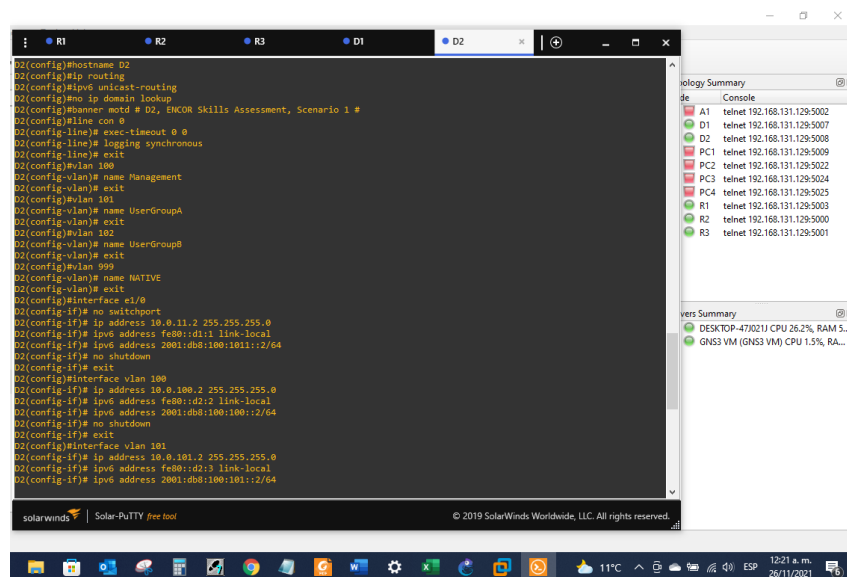 R1
R2
R3
D1
D2
D2(config)#hostname D2
D2(config)#ip routing
D2(config)#ipv6 unicast-routing
D2(config)#no ip domain lookup
D2(config)#banner motd # D2, ENCOR Skills Assessment, Scenario 1 #
D2(config)#line con 0
D2(config-line)# exec-timeout 0 0
D2(config-line)# logging synchronous
D2(config-line)# exit
D2(config)#vlan 100
D2(config-vlan)# name Management
D2(config-vlan)# exit
D2(config)#vlan 101
D2(config-vlan)# name UserGroupA
D2(config-vlan)# exit
D2(config)#vlan 102
D2(config-vlan)# name UserGroupB
D2(config-vlan)# exit
D2(config)#vlan 999
D2(config-vlan)# name NATIVE
D2(config-vlan)# exit
D2(config)#interface e1/0
D2(config-if)# no switchport
D2(config-if)# ip address 10.0.11.2 255.255.255.0
D2(config-if)# ipv6 address fe80::d1:1 link-local
D2(config-if)# ipv6 address 2001:db8:100:1011::2/64
D2(config-if)# no shutdown
D2(config-if)# exit
D2(config)#interface vlan 100
D2(config-if)# ip address 10.0.100.2 255.255.255.0
D2(config-if)# ipv6 address fe80::d2:2 link-local
D2(config-if)# ipv6 address 2001:db8:100:100::2/64
D2(config-if)# no shutdown
D2(config-if)# exit
D2(config)#interface vlan 101
D2(config-if)# ip address 10.0.101.2 255.255.255.0
D2(config-if)# ipv6 address fe80::d2:3 link-local
D2(config-if)# ipv6 address 2001:db8:100:101::2/64
solarwinds Solar-PuTTY free tool © 2019 SolarWinds Worldwide, LLC. All rights reserved.
ology Summary
de Console
A1 telnet 192.168.131.129:5002
D1 telnet 192.168.131.129:5007
D2 telnet 192.168.131.129:5008
PC1 telnet 192.168.131.129:5009
PC2 telnet 192.168.131.129:5022
PC3 telnet 192.168.131.129:5024
PC4 telnet 192.168.131.129:5025
R1 telnet 192.168.131.129:5003
R2 telnet 192.168.131.129:5000
R3 telnet 192.168.131.129:5001
vers Summary
DESKTOP-47J021J CPU 26.2%, RAM 5..
GNS3 VM (GNS3 VM) CPU 1.5%, RA...
11°C ESP 12:21 a. m.
26/11/2021